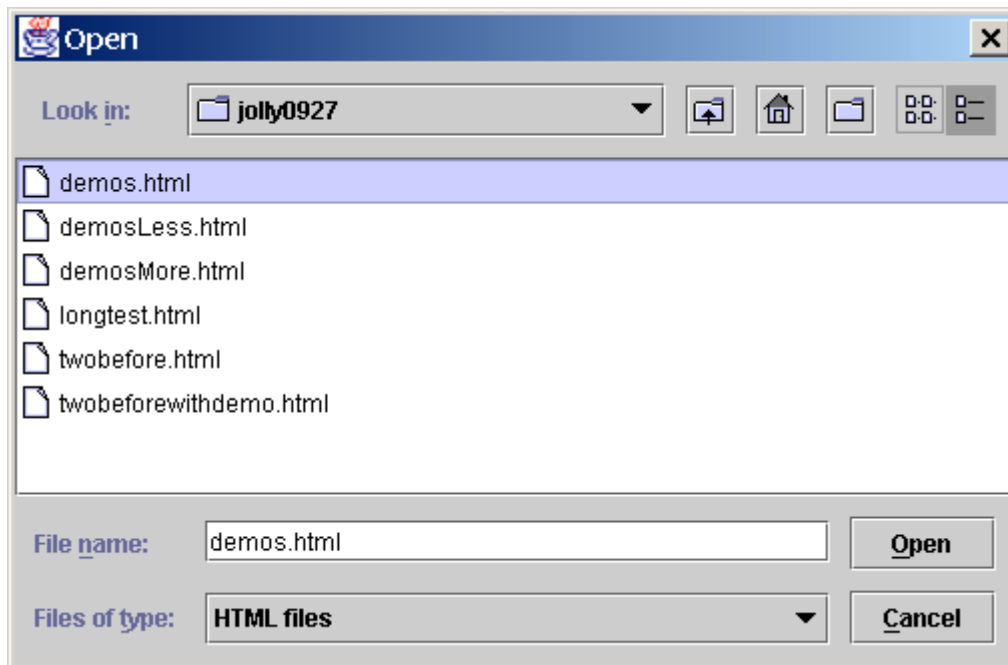 Open
Look in: jolly0927
demos.html
demosLess.html
demosMore.html
longtest.html
twobefore.html
twobeforewithdemo.html
File name: demos.html Open
Files of type: HTML files Cancel